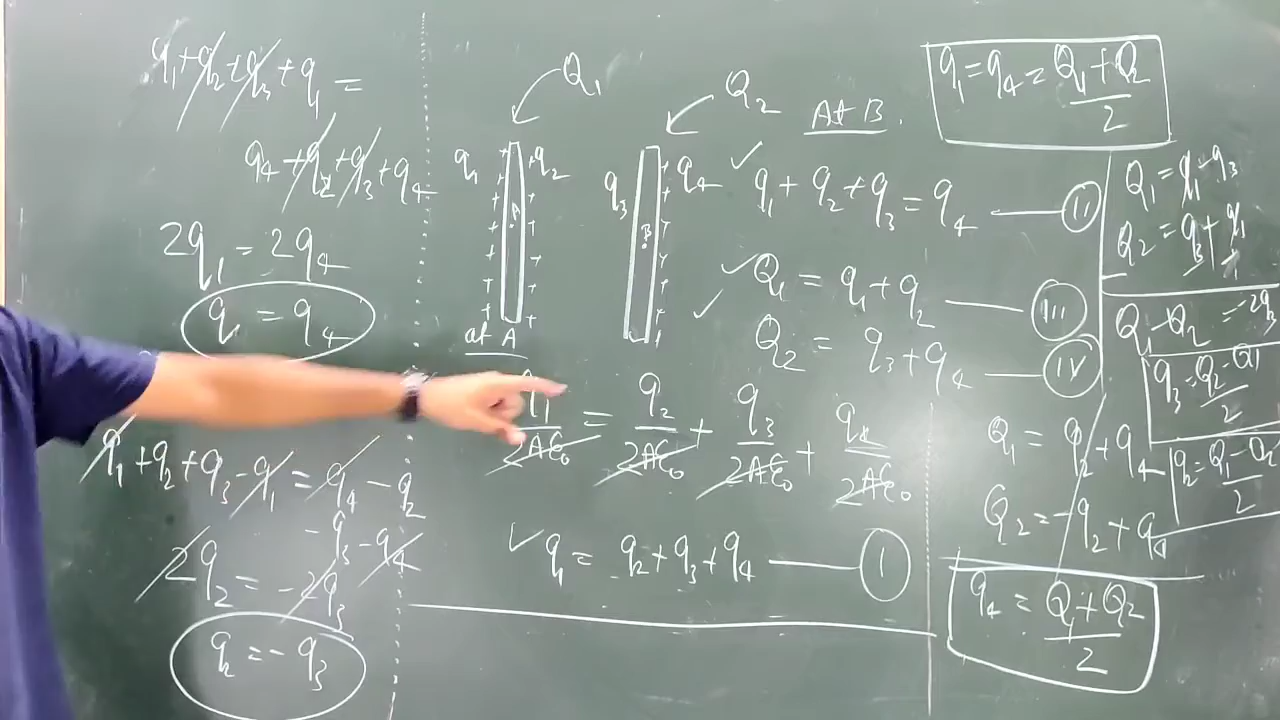 q₁+q₂+q₃+q₁ =
q₄+q₂+q₃+q₄
2q₁ = 2q₄
q₁ = q₄
q₁+q₂+q₃-q₁ = q₄-q₂
-q₃-q₄
2q₂ = -2q₃
q₂ = -q₃
Q₁
Q₂
q₁
q₂
q₃
q₄
A
B
at A
q₁/2Aε₀ = q₂/2Aε₀ + q₃/2Aε₀ + q₄/2Aε₀
q₁ = q₂+q₃+q₄ — I
At B.
q₁+q₂+q₃ = q₄ — II
Q₁ = q₁+q₂ — III
Q₂ = q₃+q₄ — IV
q₁ = q₄ = Q₁+Q₂/2
Q₁ = q₁-q₃
Q₂ = q₃+q₁
Q₁-Q₂ = -2q₃
q₃ = Q₂-Q₁/2
q₂ = Q₁-Q₂/2
Q₁ = q₂+q₄
Q₂ = -q₂+q₄
q₄ = Q₁+Q₂/2